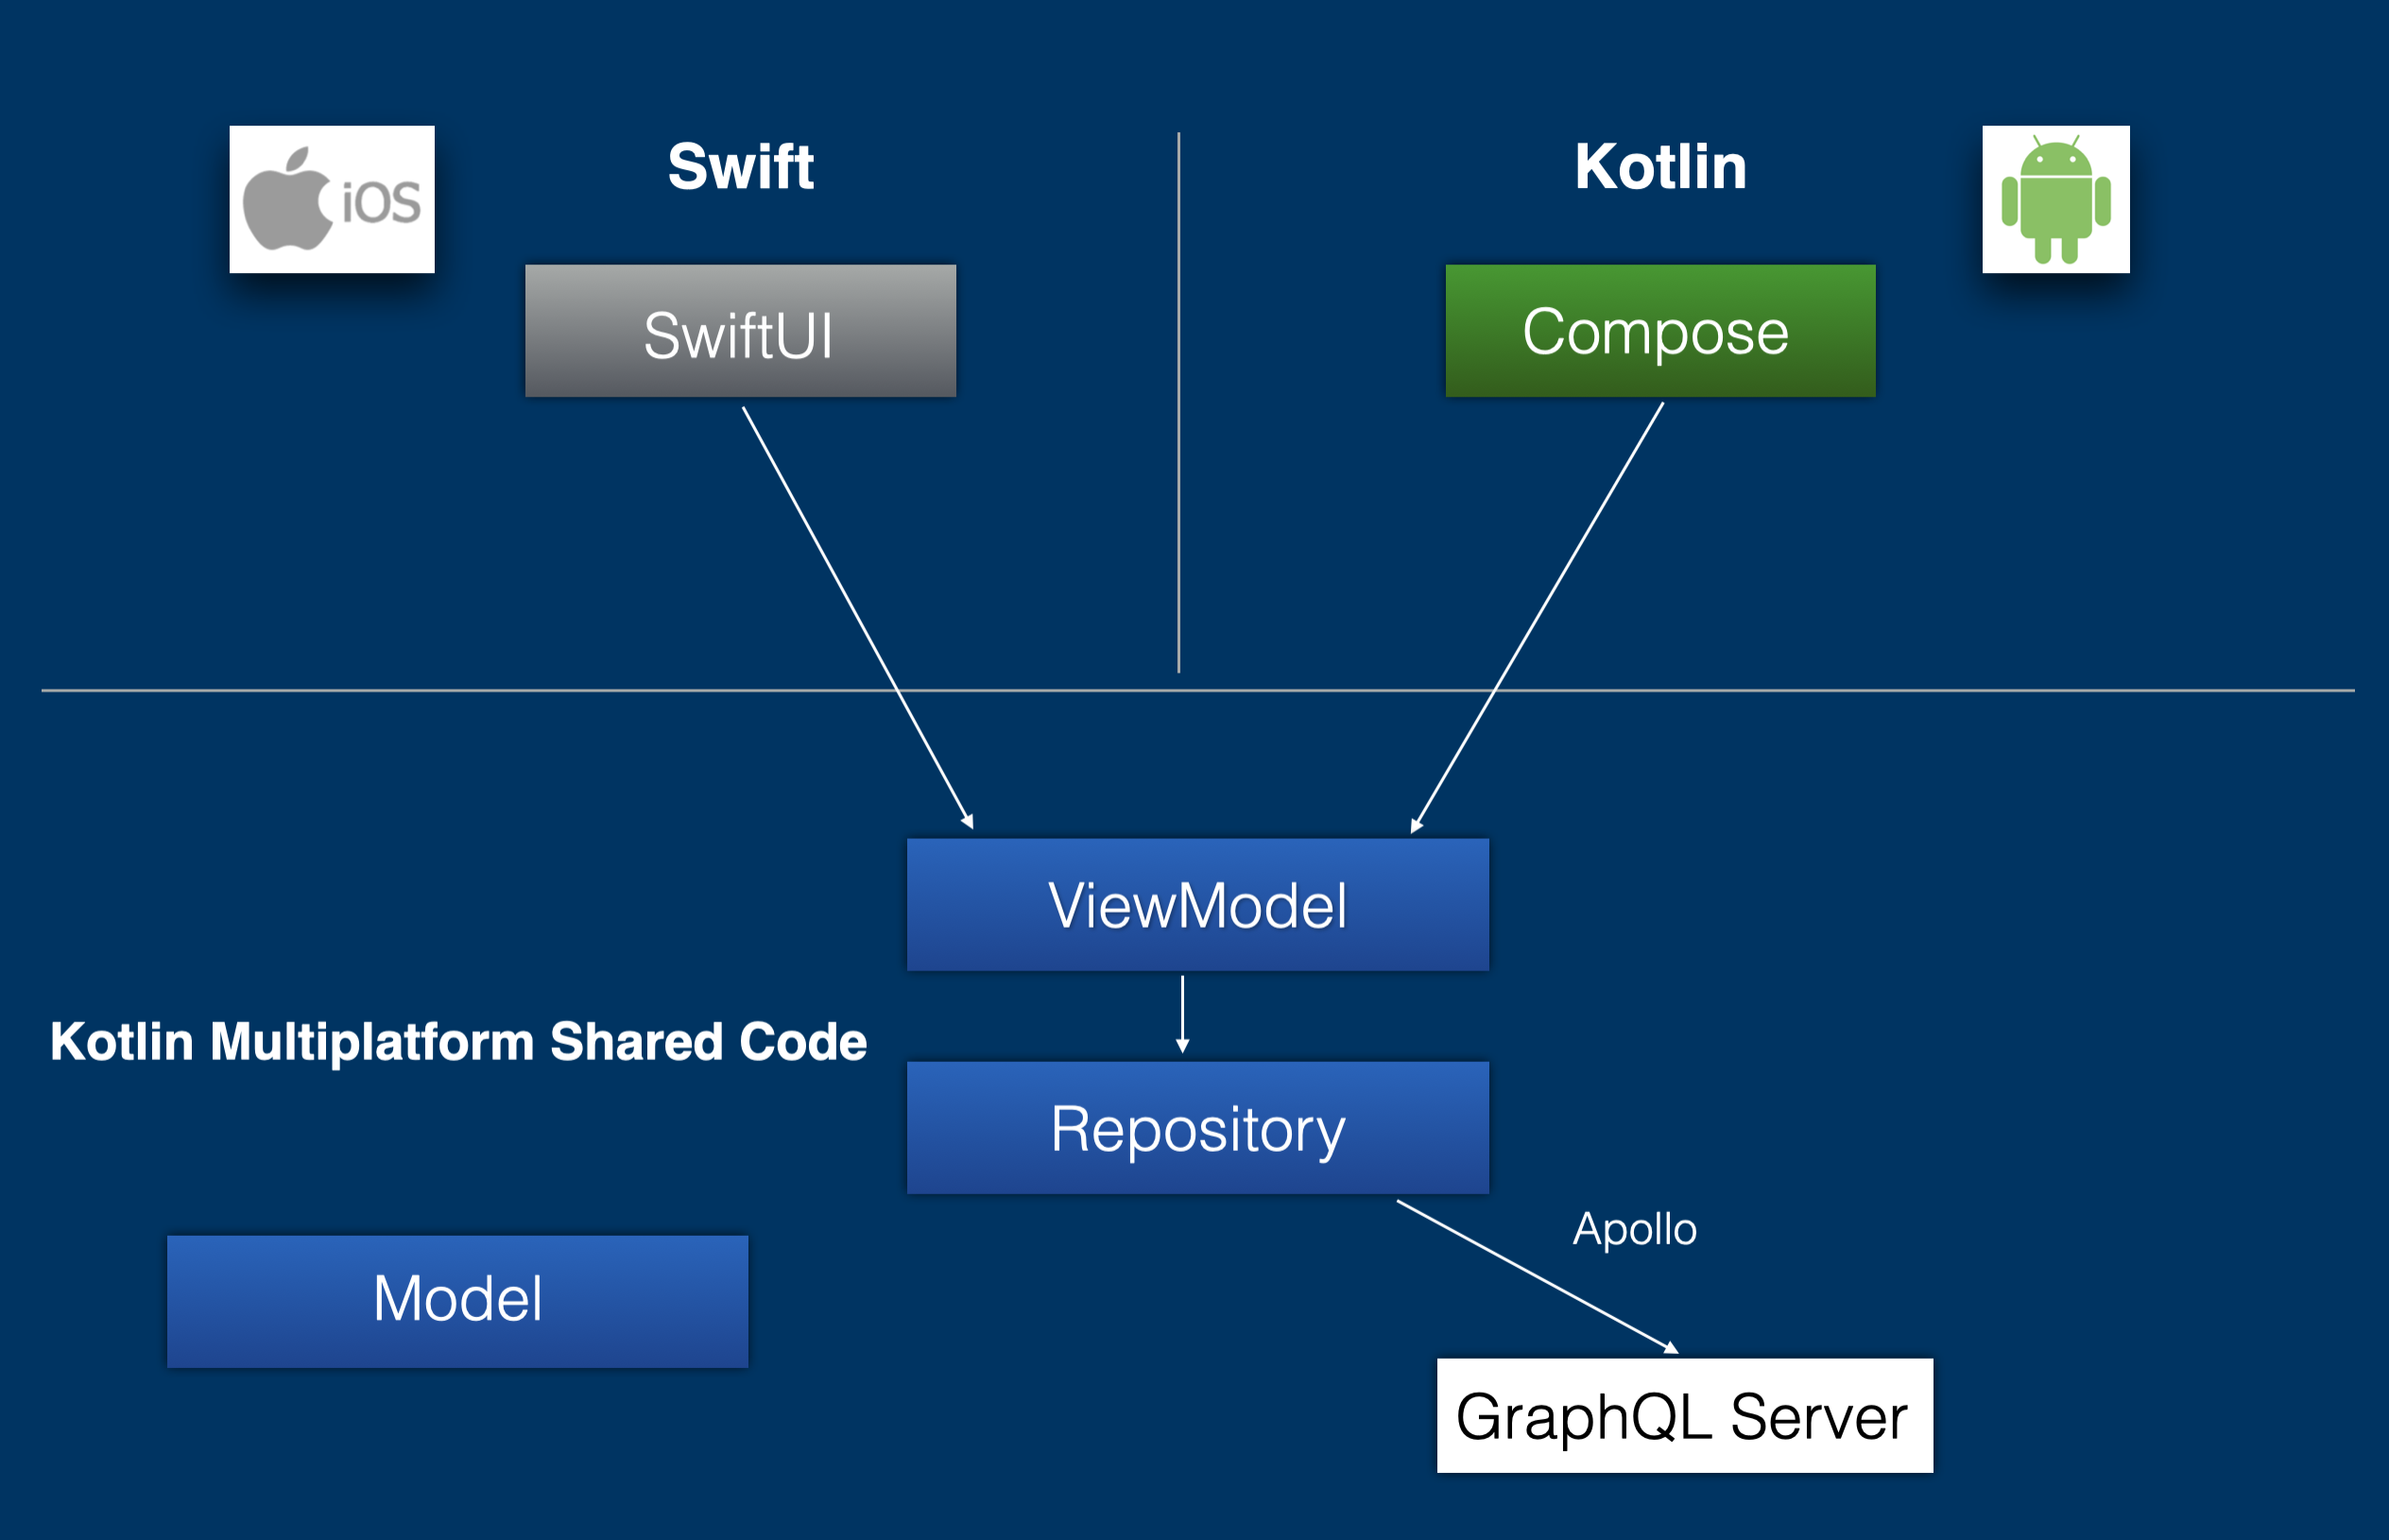 iOS
Swift
Kotlin
SwiftUI
Compose
ViewModel
Kotlin Multiplatform Shared Code
Repository
Apollo
Model
GraphQL Server